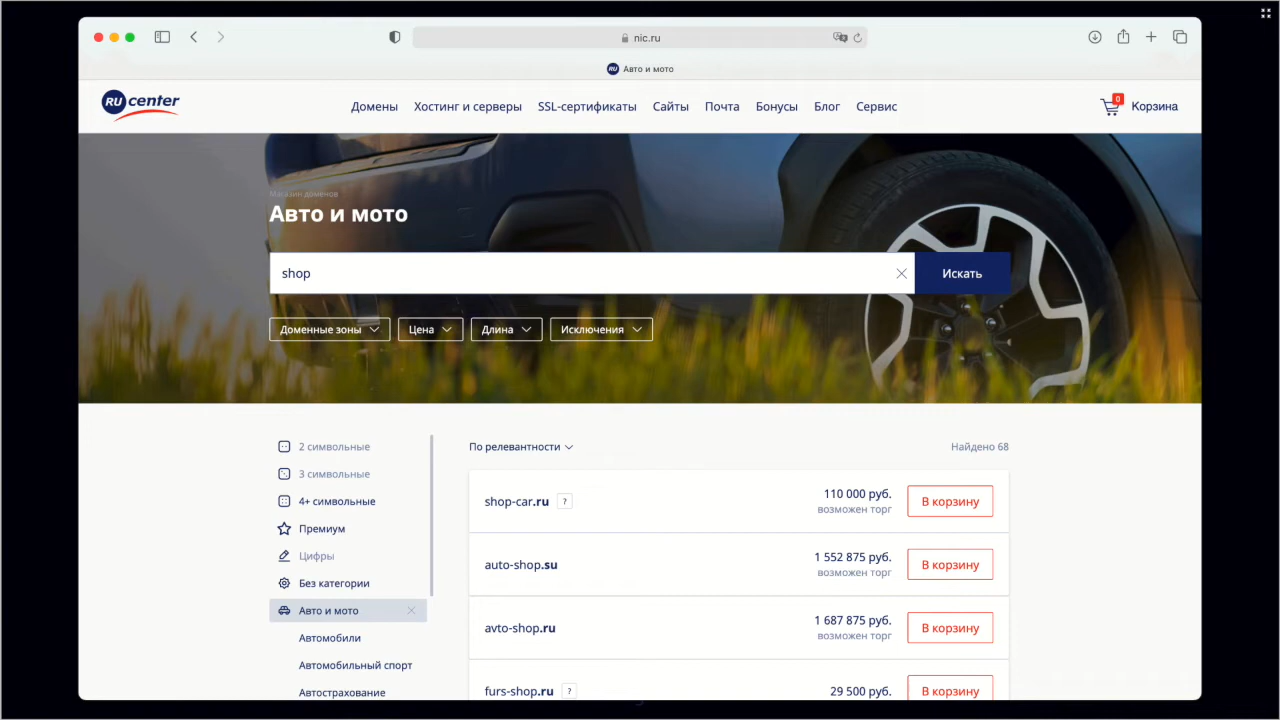 nic.ru
RU Авто и мото
RU center
Домены Хостинг и серверы SSL-сертификаты Сайты Почта Бонусы Блог Сервис
0 Корзина
Магазин доменов
Авто и мото
shop
Искать
Доменные зоны Цена Длина Исключения
2 символьные
3 символьные
4+ символьные
Премиум
Цифры
Без категории
Авто и мото
Автомобили
Автомобильный спорт
Автострахование
По релевантности Найдено 68
shop-car.ru ? 110 000 руб. В корзину
возможен торг
auto-shop.su 1 552 875 руб. В корзину
возможен торг
avto-shop.ru 1 687 875 руб. В корзину
возможен торг
furs-shop.ru ? 29 500 руб. В корзину